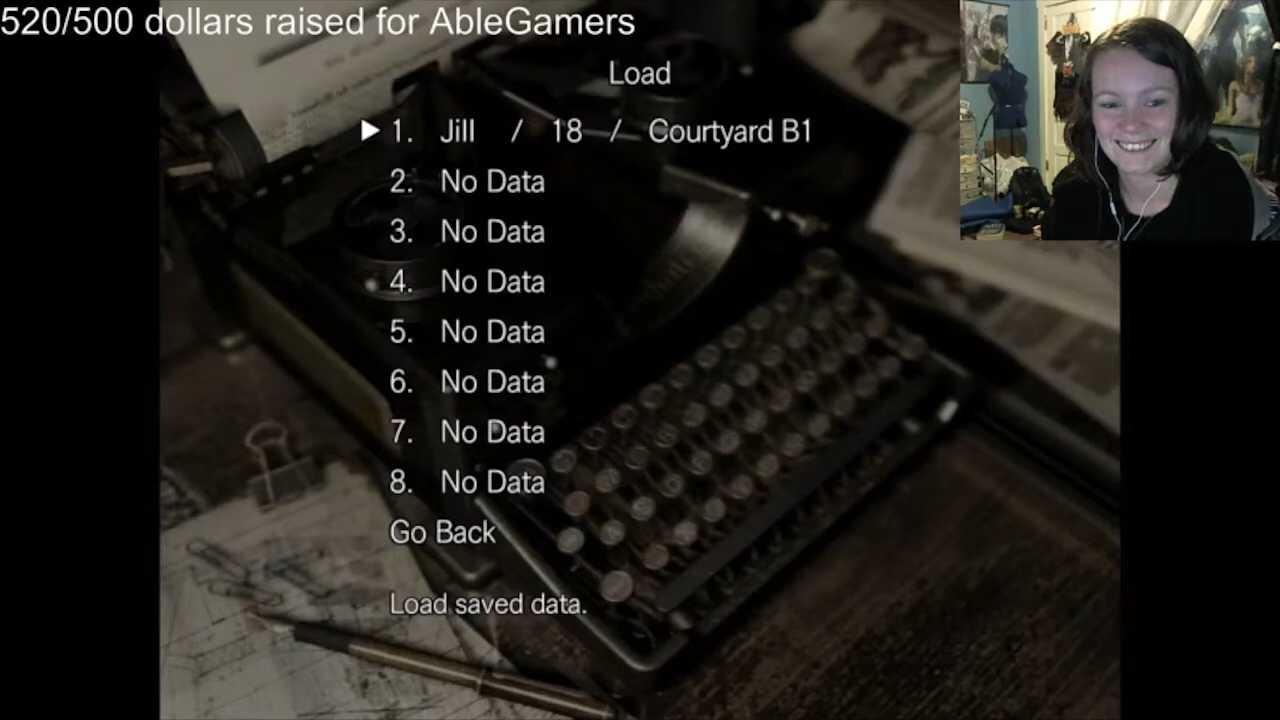 520/500 dollars raised for AbleGamers
Load
1. Jill / 18 / Courtyard B1
2. No Data
3. No Data
4. No Data
5. No Data
6. No Data
7. No Data
8. No Data
Go Back
Load saved data.